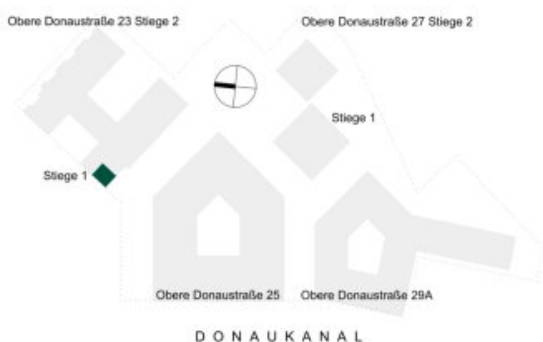 Obere Donaustraße 23 Stiege 2
Obere Donaustraße 27 Stiege 2
Stiege 1
Stiege 1
Obere Donaustraße 25
Obere Donaustraße 29A
DONAUKANAL